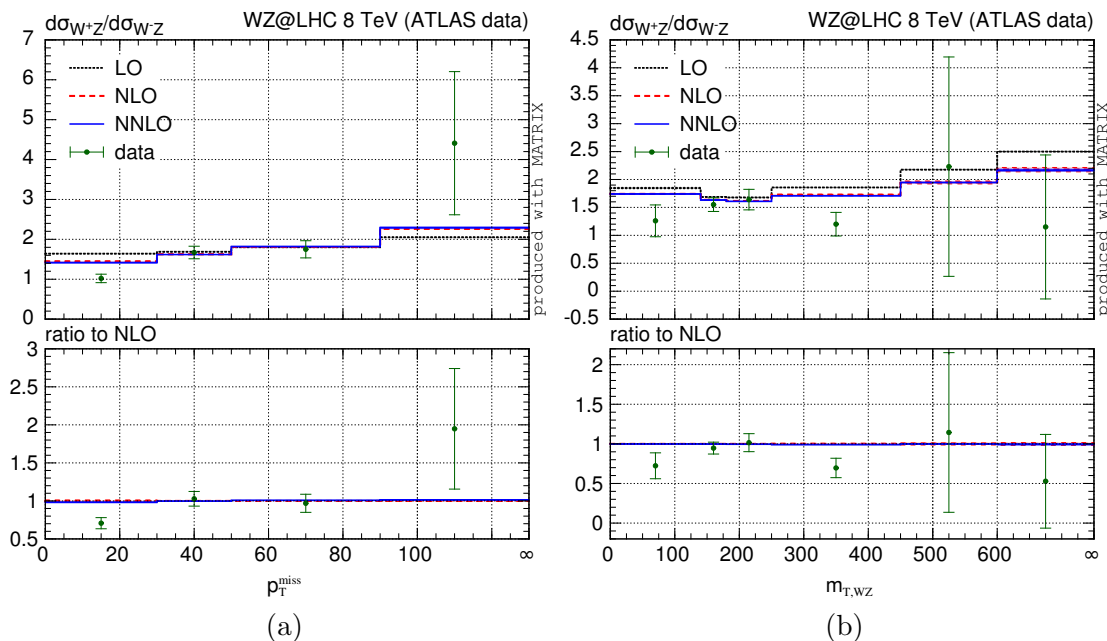 dσW+Z/dσW-Z WZ@LHC 8 TeV (ATLAS data)
7
6
5
4
3
2
1
0
LO
NLO
NNLO
data
produced with MATRIX
ratio to NLO
3
2.5
2
1.5
1
0.5
0 20 40 60 80 100 ∞
pTmiss
(a)
dσW+Z/dσW-Z WZ@LHC 8 TeV (ATLAS data)
4.5
4
3.5
3
2.5
2
1.5
1
0.5
0
-0.5
LO
NLO
NNLO
data
produced with MATRIX
ratio to NLO
2
1.5
1
0.5
0
0 100 200 300 400 500 600 ∞
mT,WZ
(b)